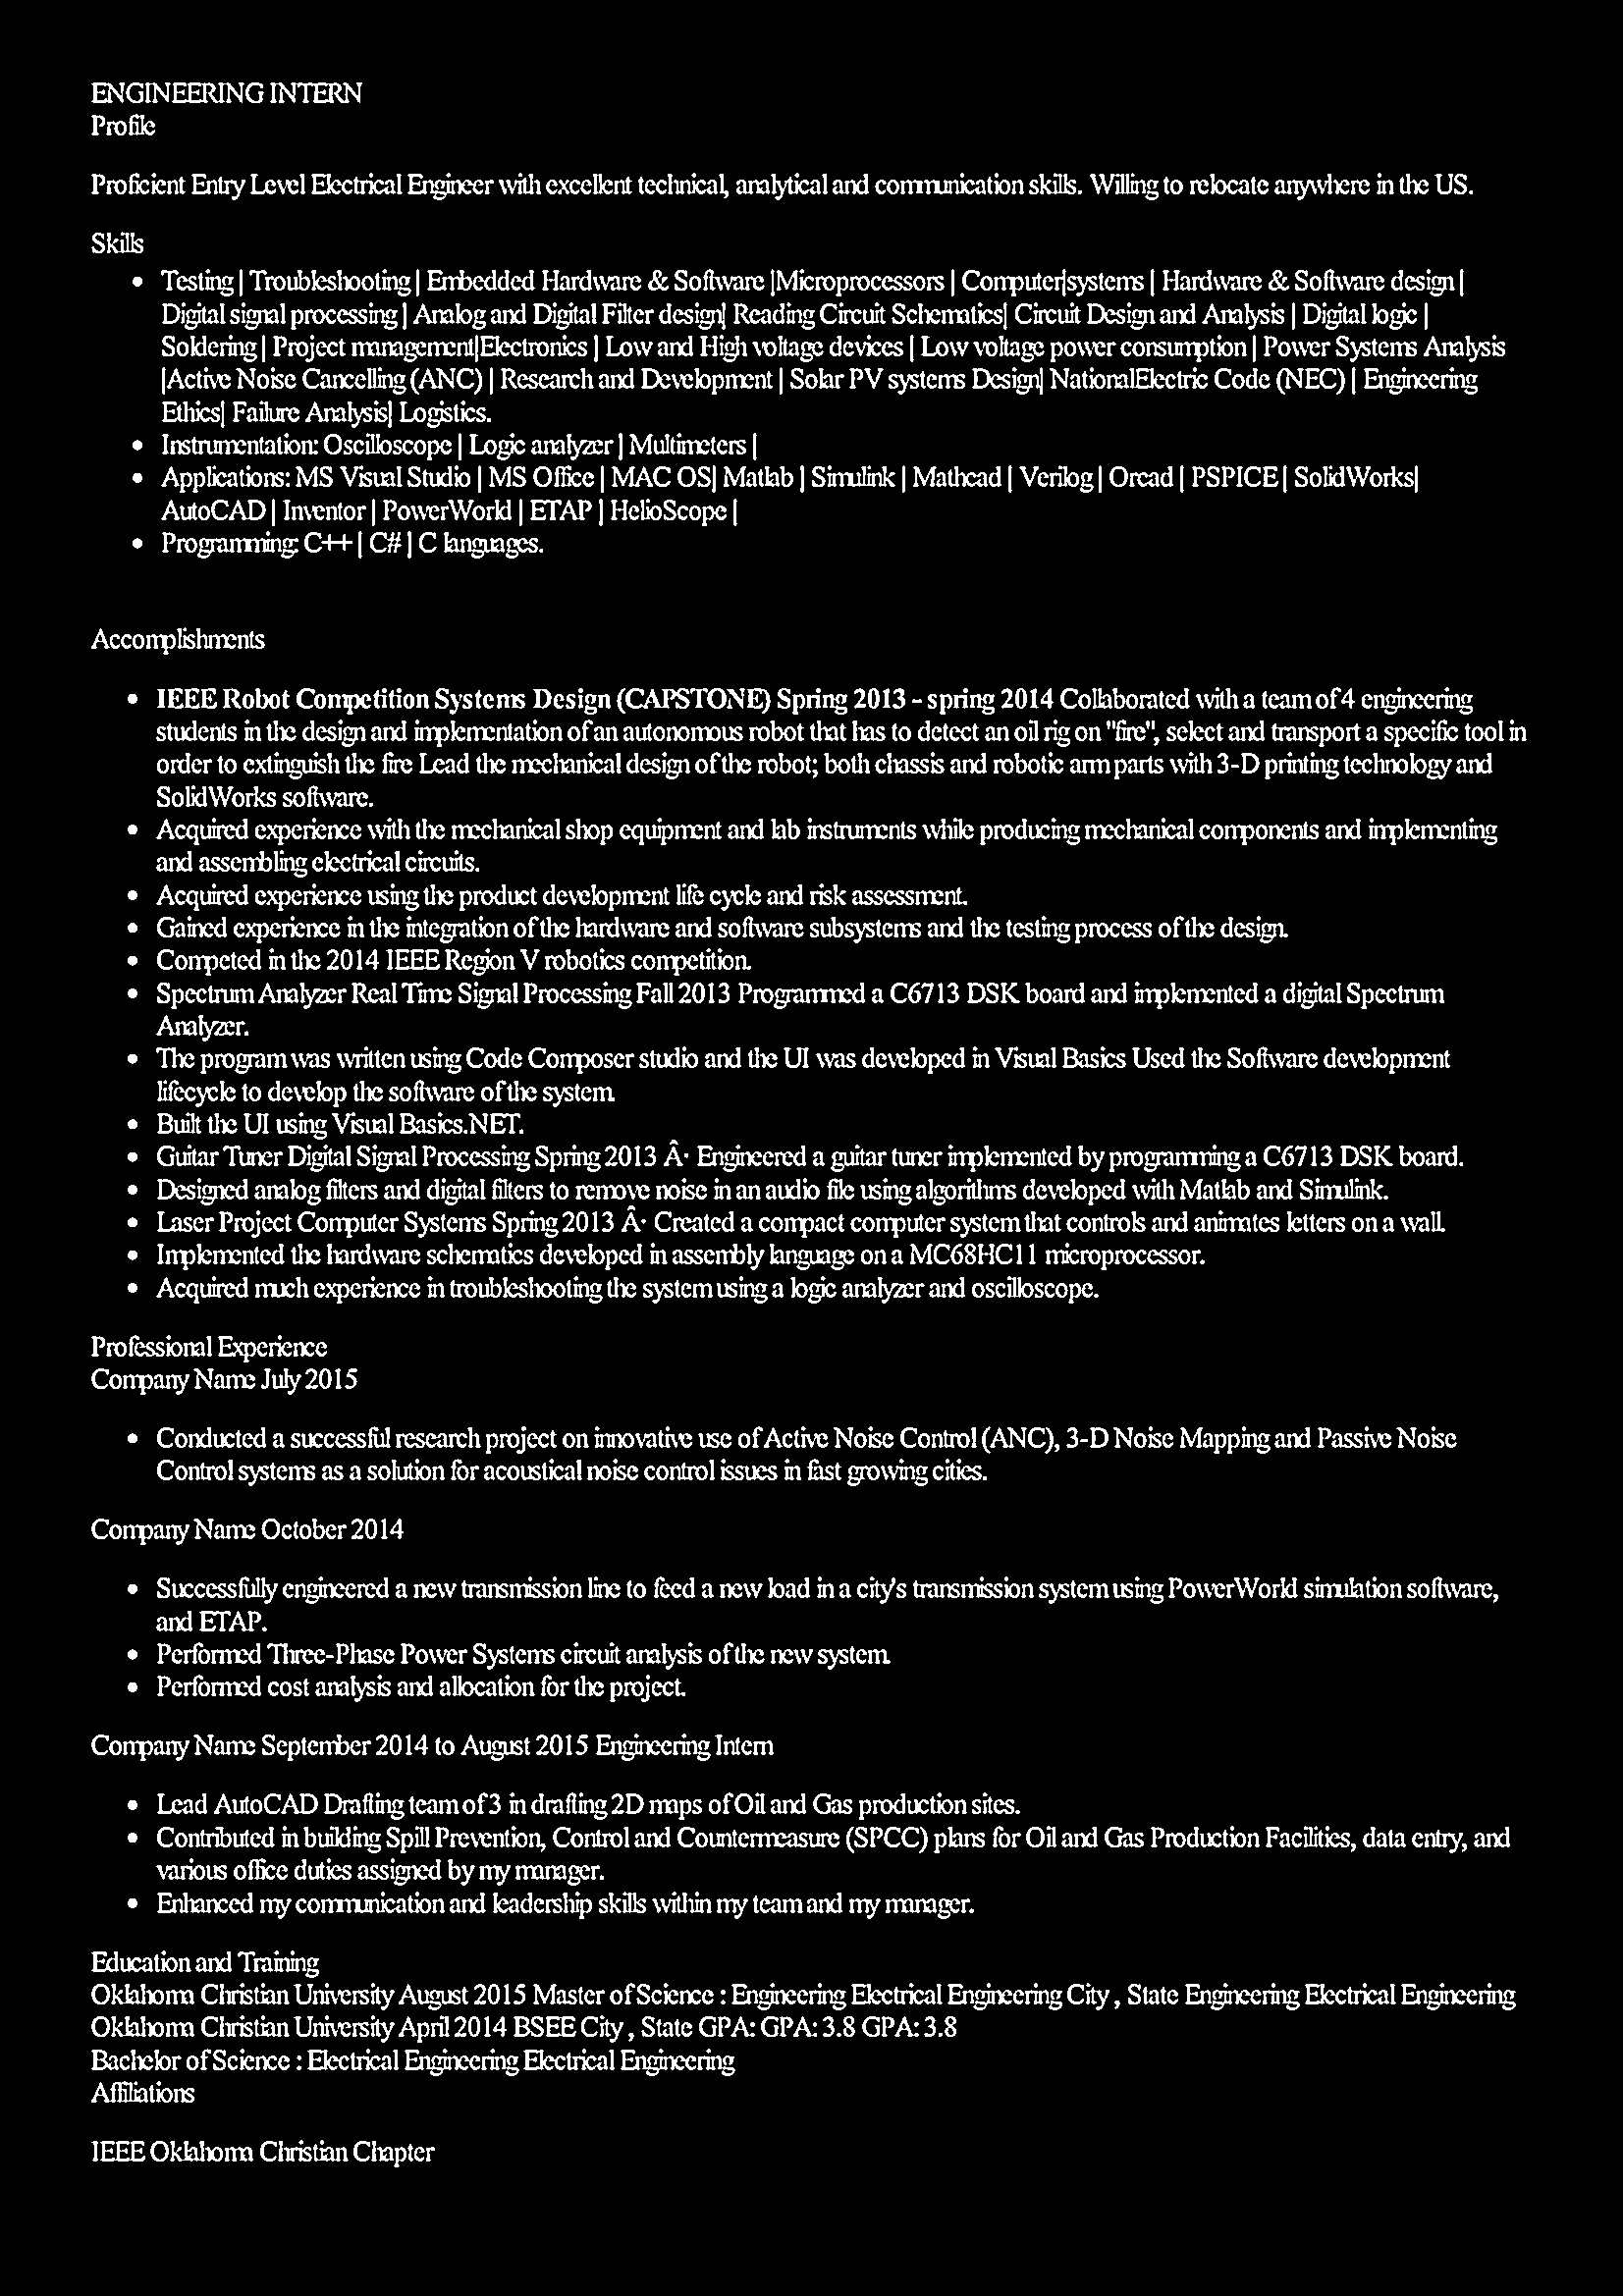 ENGINEERING INTERN
Profile
Proficient Entry Level Electrical Engineer with excellent technical, analytical and communication skills. Willing to relocate anywhere in the US.
Skills
• Testing | Troubleshooting | Embedded Hardware & Software |Microprocessors | Computer|systems | Hardware & Software design |
Digital signal processing | Analog and Digital Filter design| Reading Circuit Schematics| Circuit Design and Analysis | Digital logic |
Soldering | Project management|Electronics | Low and High voltage devices | Low voltage power consumption | Power Systems Analysis
|Active Noise Cancelling (ANC) | Research and Development | Solar PV systems Design| NationalElectric Code (NEC) | Engineering
Ethics| Failure Analysis| Logistics.
• Instrumentation: Oscilloscope | Logic analyzer | Multimeters |
• Applications: MS Visual Studio | MS Office | MAC OS| Matlab | Simulink | Mathcad | Verilog | Orcad | PSPICE | SolidWorks|
AutoCAD | Inventor | PowerWorld | ETAP | HelioScope |
• Programming: C++ | C# | C languages.
Accomplishments
• IEEE Robot Competition Systems Design (CAPSTONE) Spring 2013 - spring 2014 Collaborated with a team of 4 engineering
students in the design and implementation of an autonomous robot that has to detect an oil rig on "fire", select and transport a specific tool in
order to extinguish the fire Lead the mechanical design of the robot; both chassis and robotic arm parts with 3-D printing technology and
SolidWorks software.
• Acquired experience with the mechanical shop equipment and lab instruments while producing mechanical components and implementing
and assembling electrical circuits.
• Acquired experience using the product development life cycle and risk assessment.
• Gained experience in the integration of the hardware and software subsystems and the testing process of the design.
• Competed in the 2014 IEEE Region V robotics competition.
• Spectrum Analyzer Real Time Signal Processing Fall 2013 Programmed a C6713 DSK board and implemented a digital Spectrum
Analyzer.
• The program was written using Code Composer studio and the UI was developed in Visual Basics Used the Software development
lifecycle to develop the software of the system.
• Built the UI using Visual Basics.NET.
• Guitar Tuner Digital Signal Processing Spring 2013 Â· Engineered a guitar tuner implemented by programming a C6713 DSK board.
• Designed analog filters and digital filters to remove noise in an audio file using algorithms developed with Matlab and Simulink.
• Laser Project Computer Systems Spring 2013 Â· Created a compact computer system that controls and animates letters on a wall.
• Implemented the hardware schematics developed in assembly language on a MC68HC11 microprocessor.
• Acquired much experience in troubleshooting the system using a logic analyzer and oscilloscope.
Professional Experience
Company Name July 2015
• Conducted a successful research project on innovative use of Active Noise Control (ANC), 3-D Noise Mapping and Passive Noise
Control systems as a solution for acoustical noise control issues in fast growing cities.
Company Name October 2014
• Successfully engineered a new transmission line to feed a new load in a city's transmission system using PowerWorld simulation software,
and ETAP.
• Performed Three-Phase Power Systems circuit analysis of the new system.
• Performed cost analysis and allocation for the project.
Company Name September 2014 to August 2015 Engineering Intern
• Lead AutoCAD Drafting team of 3 in drafting 2D maps of Oil and Gas production sites.
• Contributed in building Spill Prevention, Control and Countermeasure (SPCC) plans for Oil and Gas Production Facilities, data entry, and
various office duties assigned by my manager.
• Enhanced my communication and leadership skills within my team and my manager.
Education and Training
Oklahoma Christian University August 2015 Master of Science : Engineering Electrical Engineering City , State Engineering Electrical Engineering
Oklahoma Christian University April 2014 BSEE City , State GPA: GPA: 3.8 GPA: 3.8
Bachelor of Science : Electrical Engineering Electrical Engineering
Affiliations
IEEE Oklahoma Christian Chapter